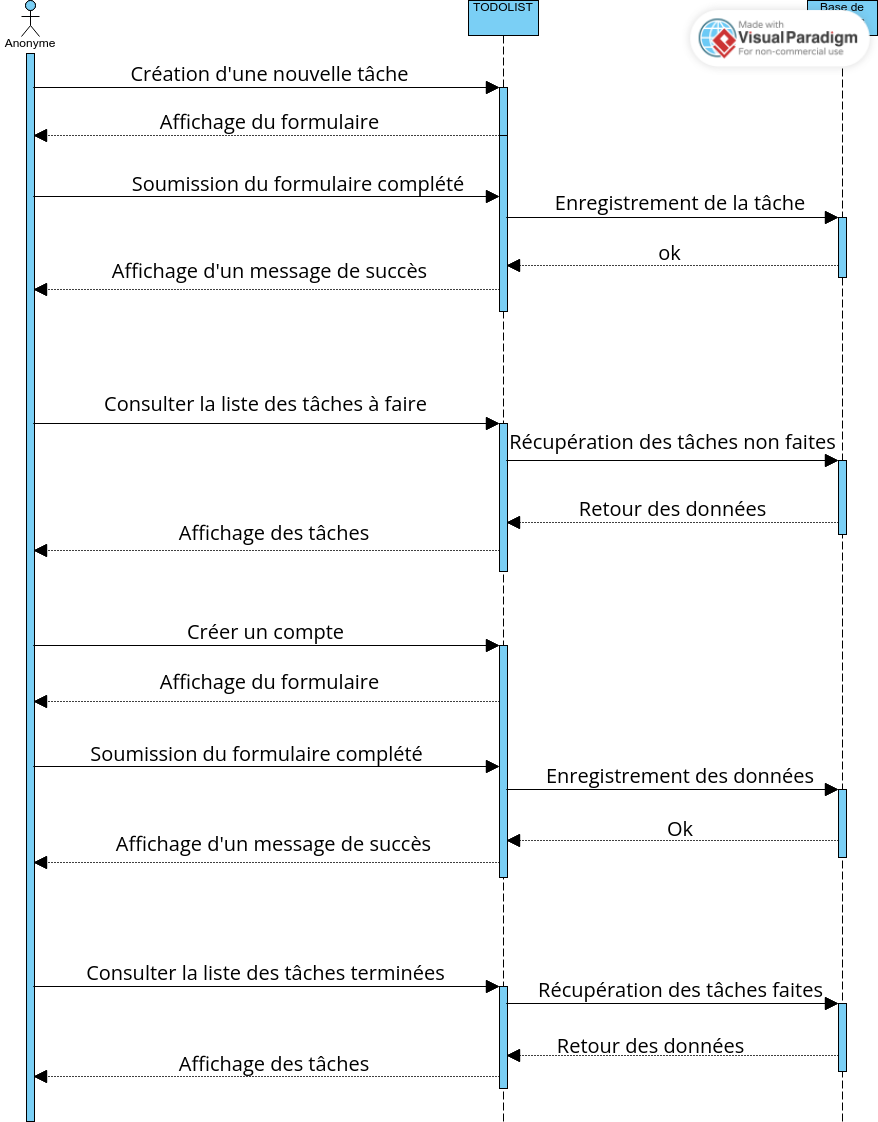 TODOLIST
Base de
Made with
Visual Paradigm
For non-commercial use
Anonyme
Création d'une nouvelle tâche
Affichage du formulaire
Soumission du formulaire complété
Enregistrement de la tâche
ok
Affichage d'un message de succès
Consulter la liste des tâches à faire
Récupération des tâches non faites
Retour des données
Affichage des tâches
Créer un compte
Affichage du formulaire
Soumission du formulaire complété
Enregistrement des données
Ok
Affichage d'un message de succès
Consulter la liste des tâches terminées
Récupération des tâches faites
Retour des données
Affichage des tâches